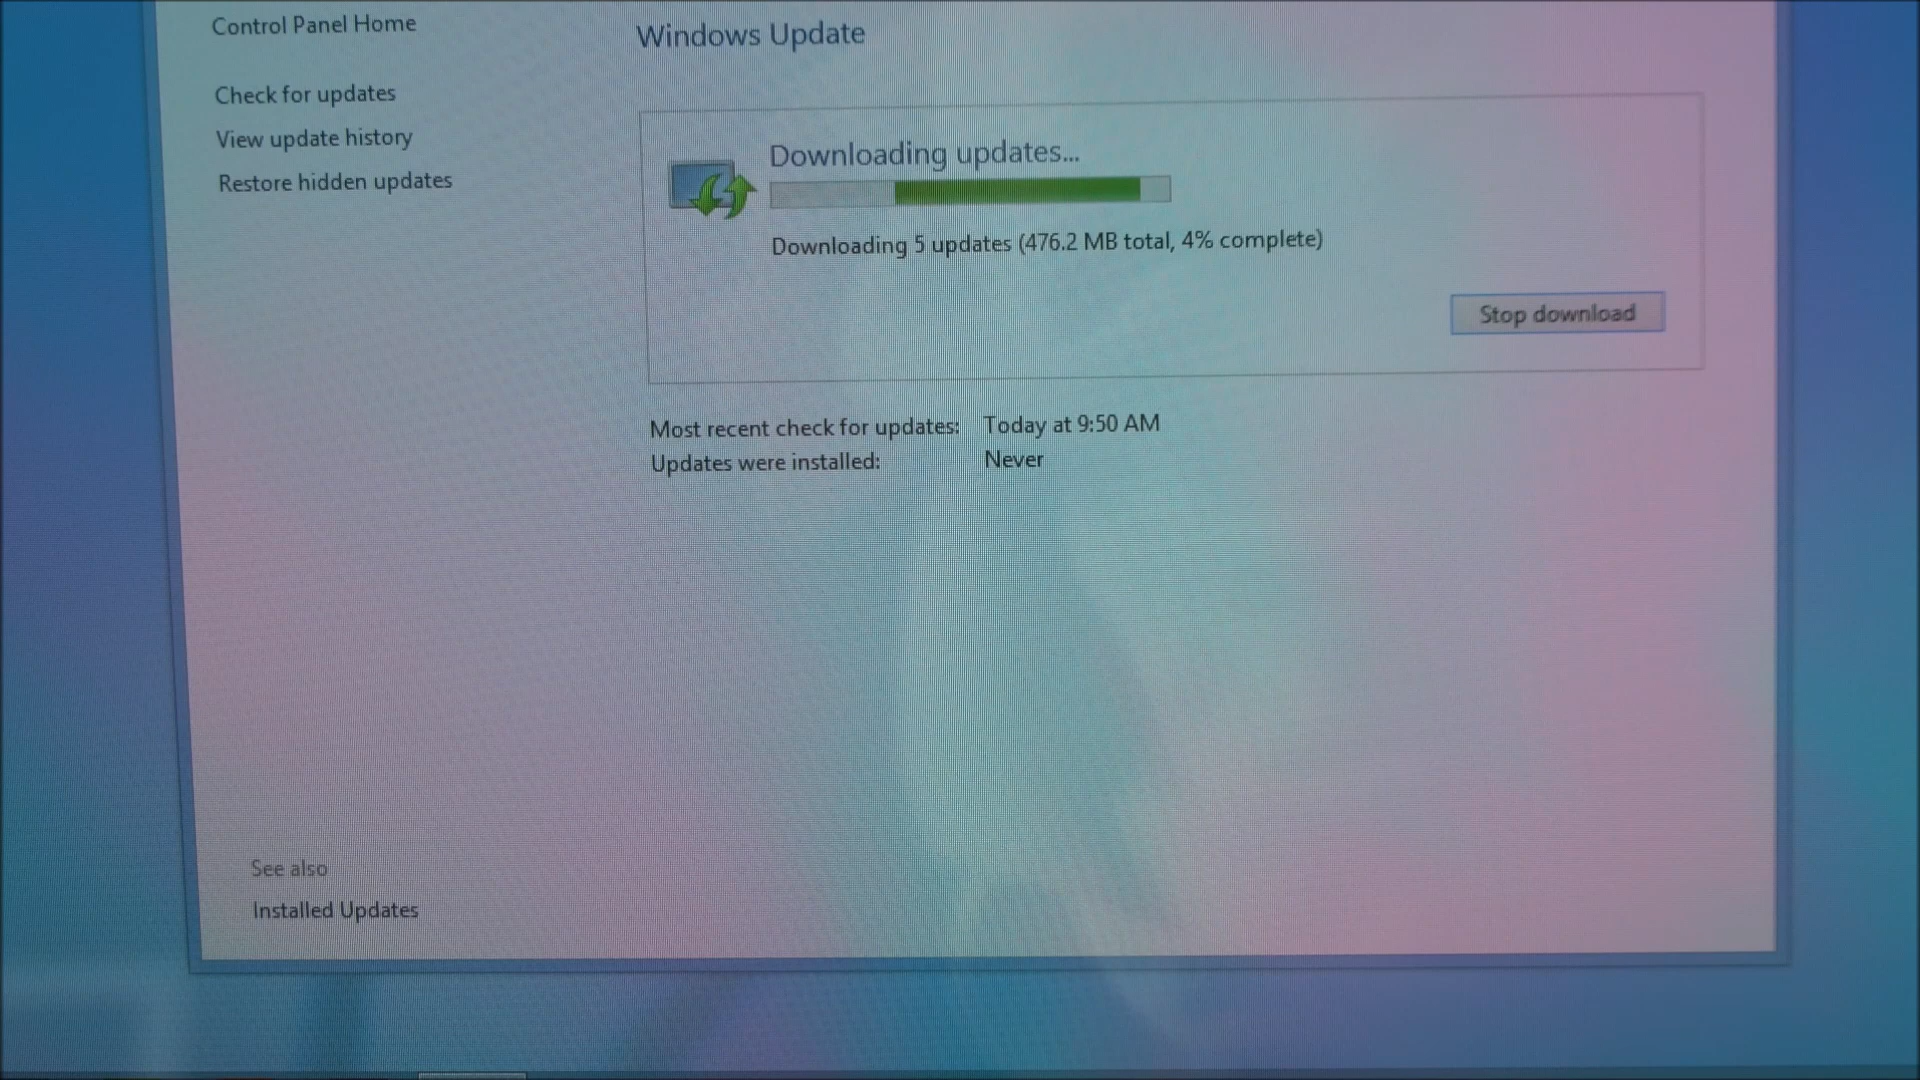 Control Panel Home
Check for updates
View update history
Restore hidden updates
Windows Update
Downloading updates...
Downloading 5 updates (476.2 MB total, 4% complete)
Stop download
Most recent check for updates: Today at 9:50 AM
Updates were installed: Never
See also
Installed Updates